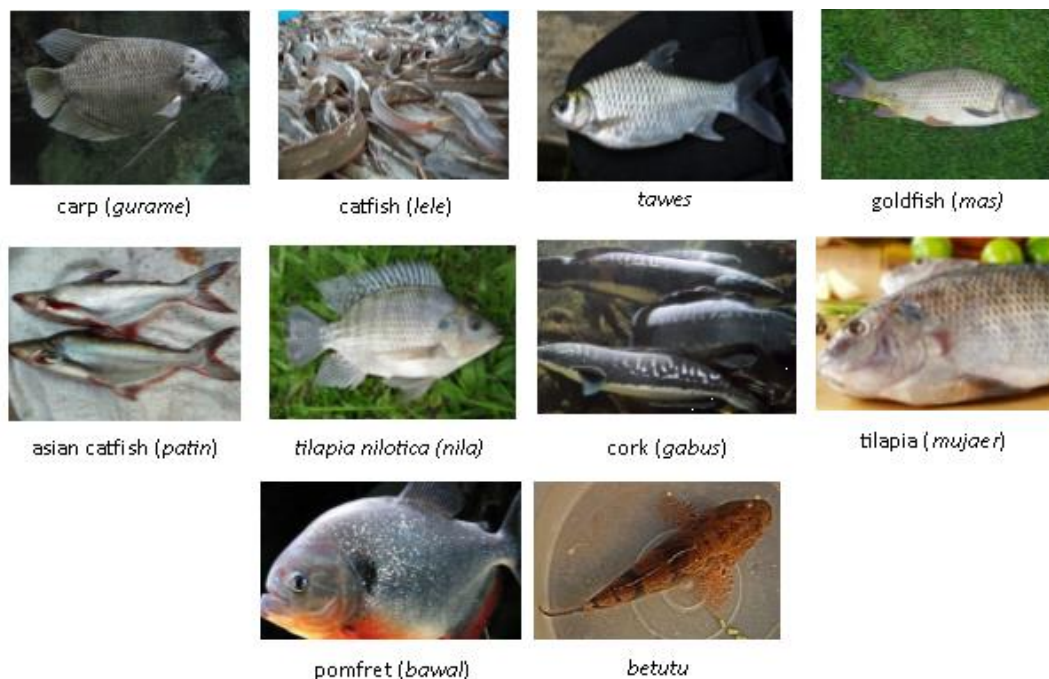 carp (gurame)
catfish (lele)
tawes
goldfish (mas)
asian catfish (patin)
tilapia nilotica (nila)
cork (gabus)
tilapia (mujaer)
pomfret (bawal)
betutu